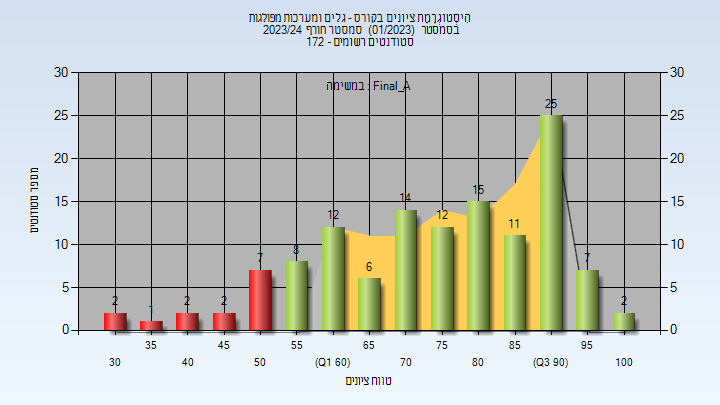 היסטוגרמת ציונים בקורס - גלים ומערכות מפולגות
בסמסטר (01/2023) סמסטר חורף 2023/24
סטודנטים רשומים - 172
במשימה : Final_A
מספר סטודנטים
30 25 20 15 10 5 0
30 25 20 15 10 5 0
2 1 2 2 7 8 12 6 14 12 15 11 25 7 2
35 45 55 65 75 85 95
30 40 50 (Q1 60) 70 80 (Q3 90) 100
טווח ציונים